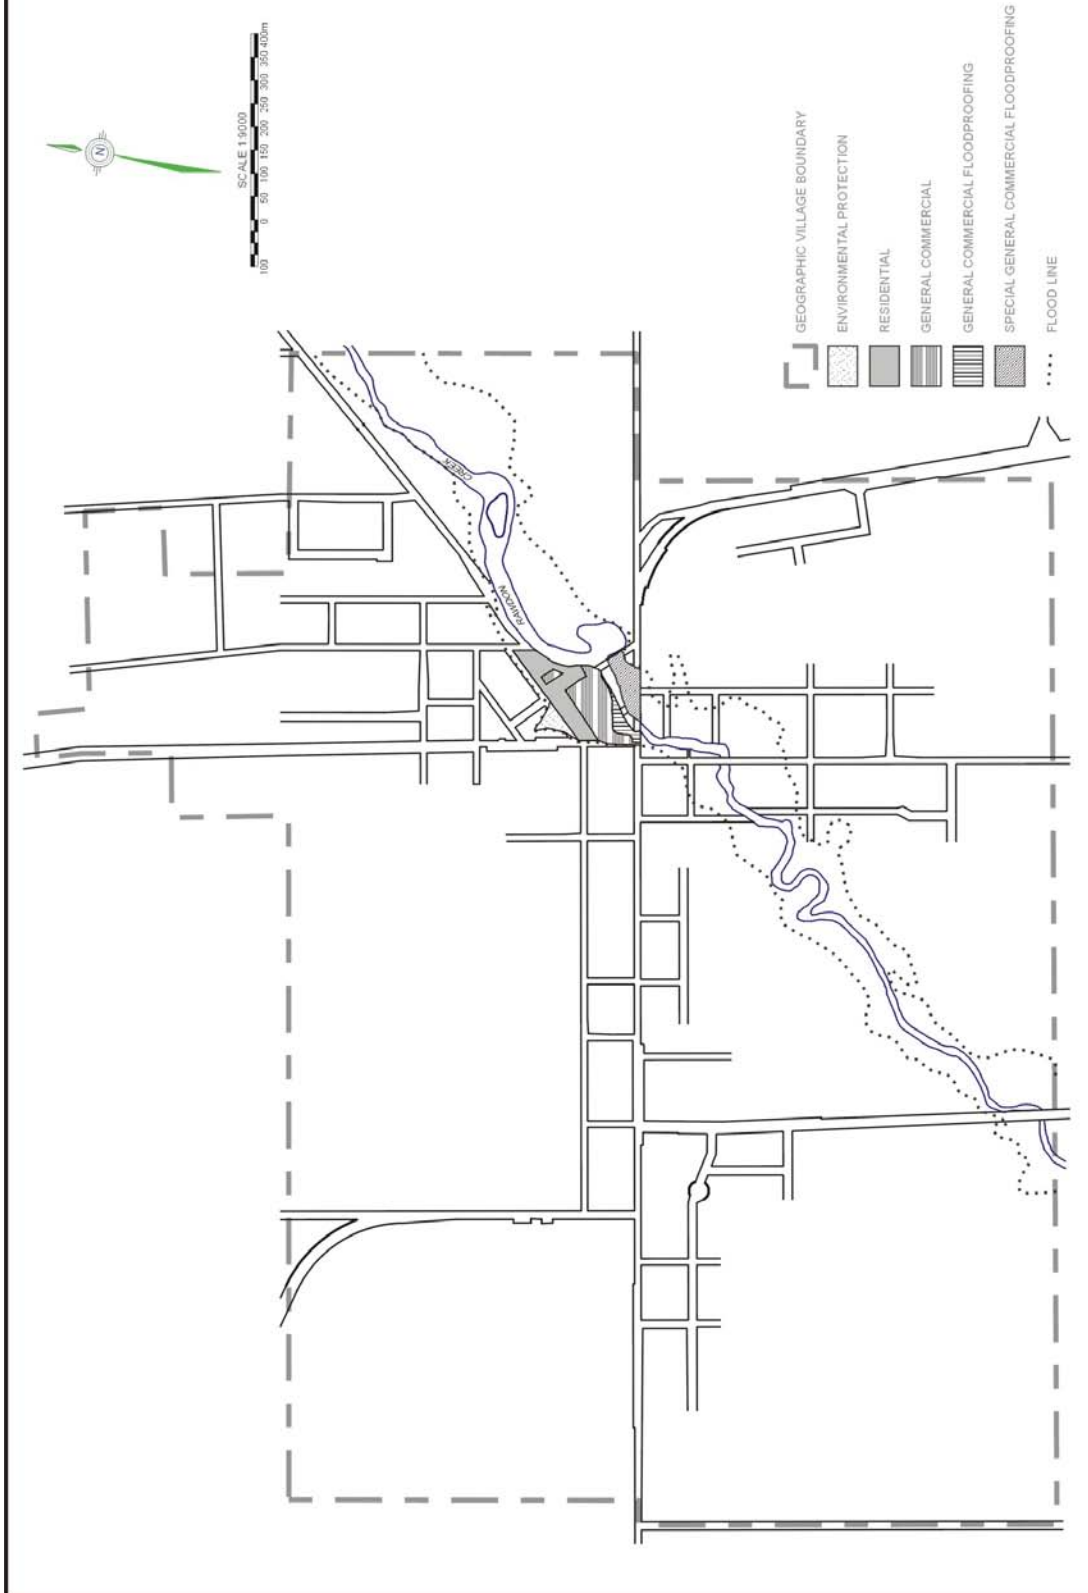 N
SCALE 1:9000
100 0 50 100 150 200 250 300 350 400m
RAWDON
CREEK
GEOGRAPHIC VILLAGE BOUNDARY
ENVIRONMENTAL PROTECTION
RESIDENTIAL
GENERAL COMMERCIAL
GENERAL COMMERCIAL FLOODPROOFING
SPECIAL GENERAL COMMERCIAL FLOODPROOFING
FLOOD LINE